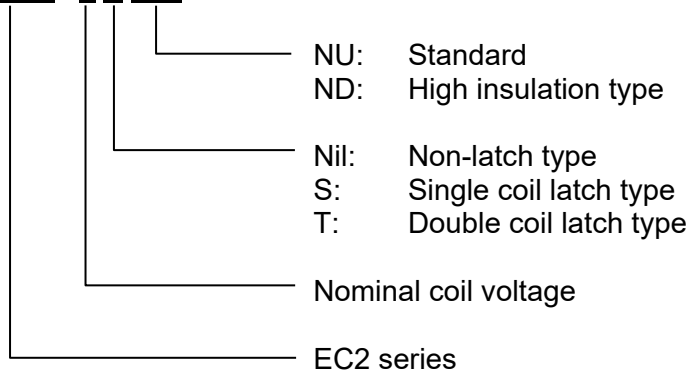 NU: Standard
ND: High insulation type
Nil: Non-latch type
S: Single coil latch type
T: Double coil latch type
Nominal coil voltage
EC2 series